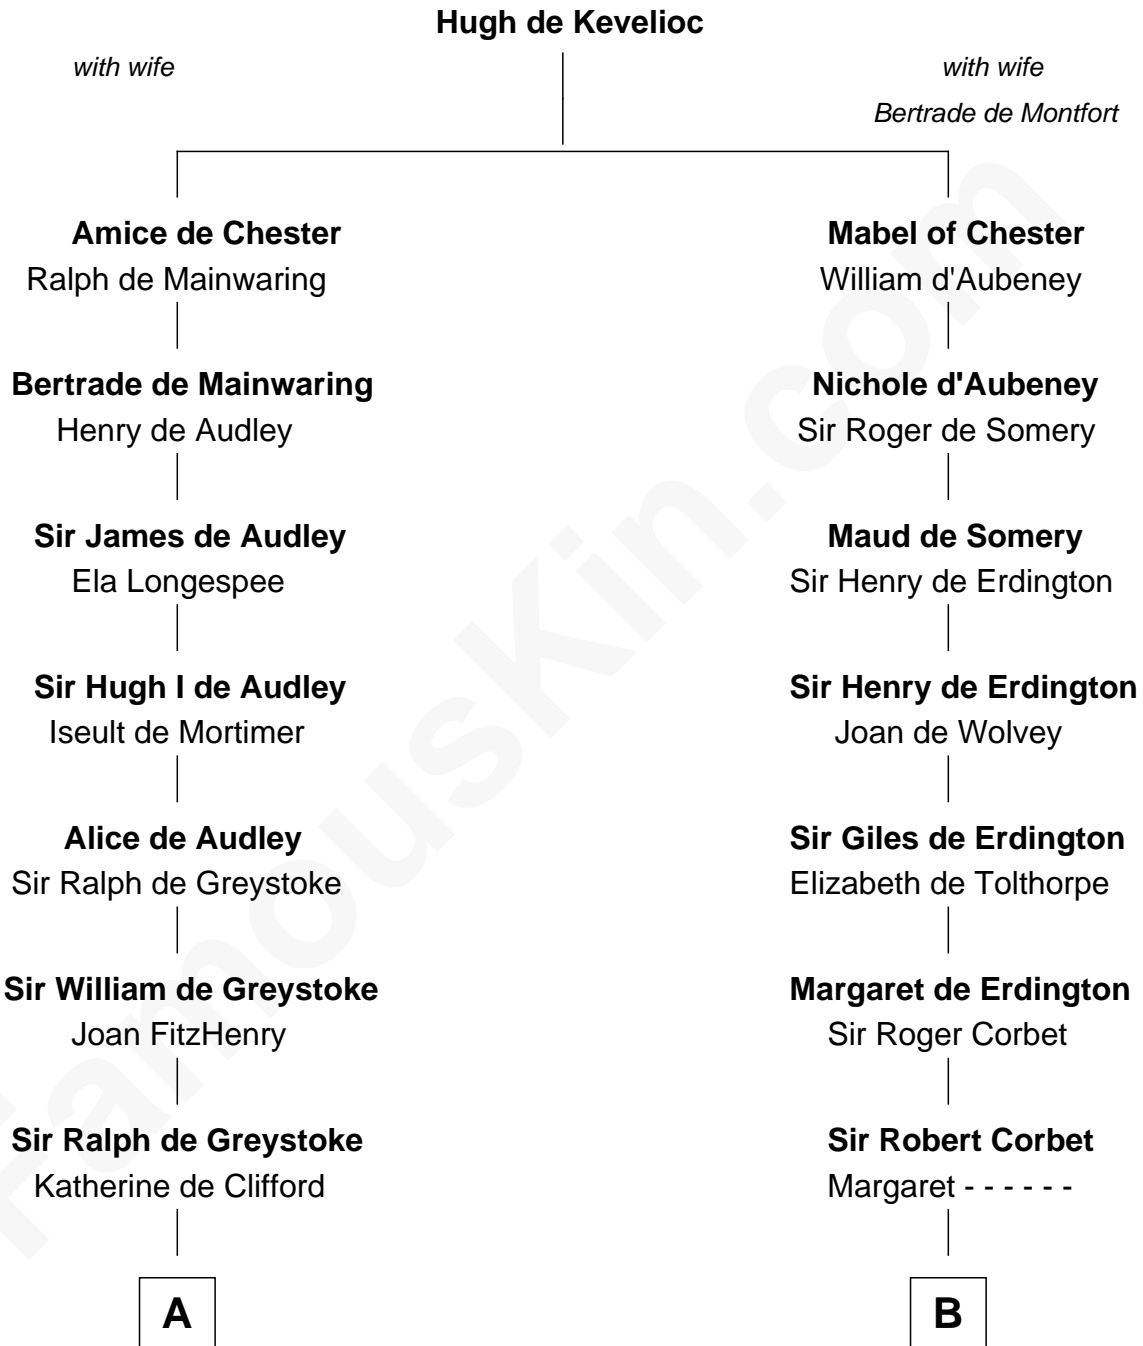 Hugh de Kevelioc
with wife
with wife
Bertrade de Montfort
Amice de Chester
Ralph de Mainwaring
Mabel of Chester
William d'Aubeney
Bertrade de Mainwaring
Henry de Audley
Nichole d'Aubeney
Sir Roger de Somery
Sir James de Audley
Ela Longespee
Maud de Somery
Sir Henry de Erdington
Sir Hugh I de Audley
Iseult de Mortimer
Sir Henry de Erdington
Joan de Wolvey
Alice de Audley
Sir Ralph de Greystoke
Sir Giles de Erdington
Elizabeth de Tolthorpe
Sir William de Greystoke
Joan FitzHenry
Margaret de Erdington
Sir Roger Corbet
Sir Ralph de Greystoke
Katherine de Clifford
Sir Robert Corbet
Margaret - - - - - -
A
B
FamousKin.com